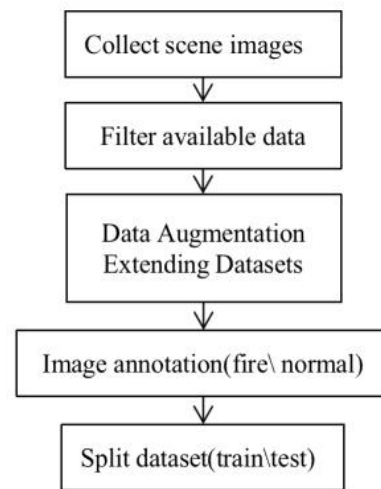 Collect scene images
Filter available data
Data Augmentation
Extending Datasets
Image annotation(fire\ normal)
Split dataset(train\test)